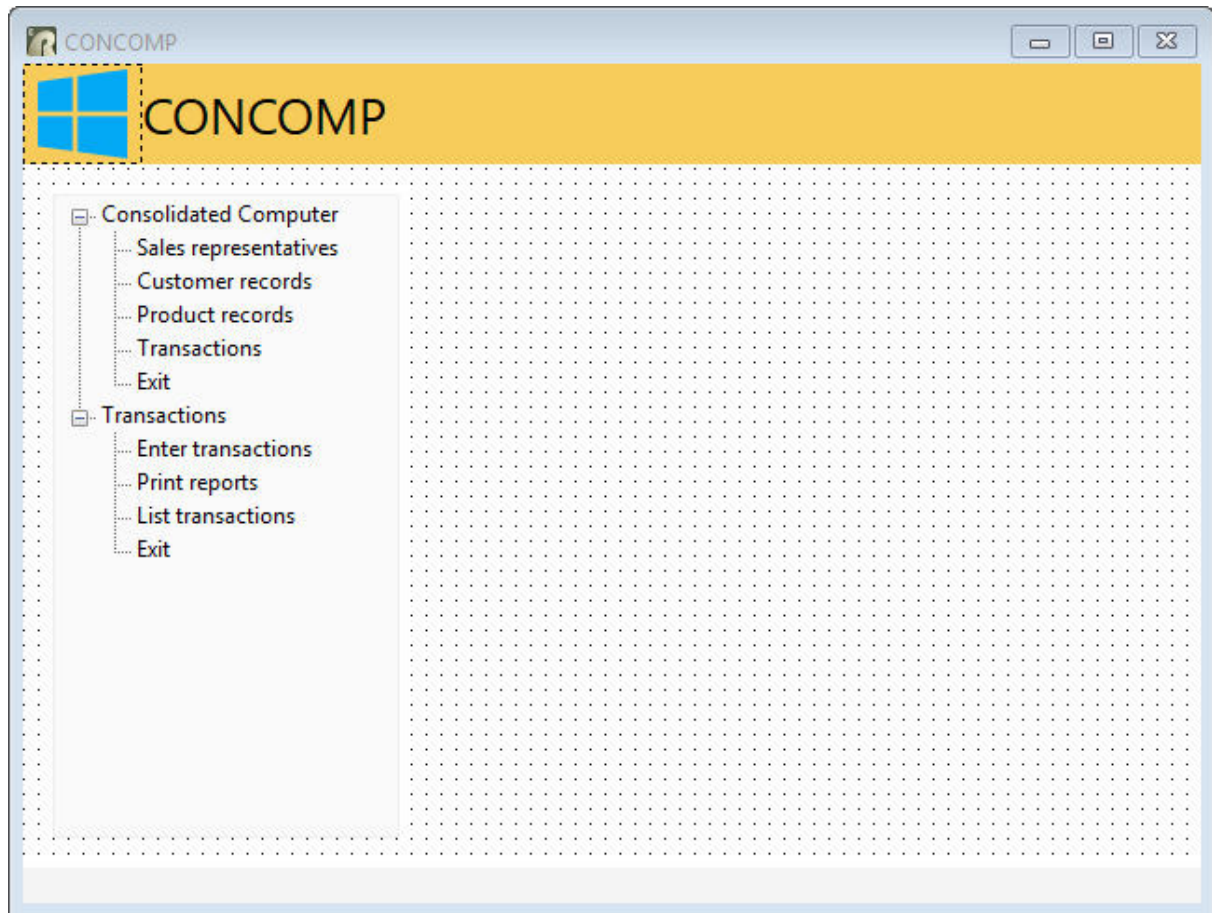 CONCOMP
CONCOMP
Consolidated Computer
Sales representatives
Customer records
Product records
Transactions
Exit
Transactions
Enter transactions
Print reports
List transactions
Exit